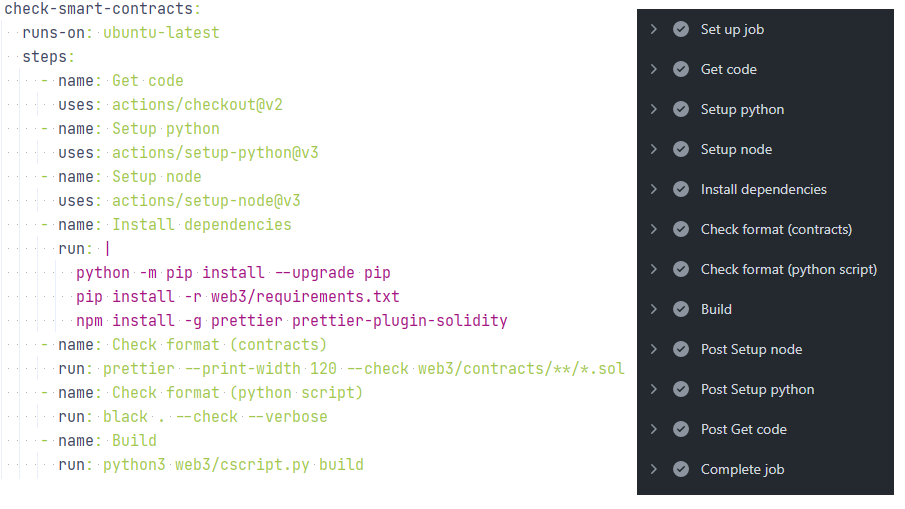 check-smart-contracts:
runs-on: ubuntu-latest
steps:
- name: Get code
uses: actions/checkout@v2
- name: Setup python
uses: actions/setup-python@v3
- name: Setup node
uses: actions/setup-node@v3
- name: Install dependencies
run: |
python -m pip install --upgrade pip
pip install -r web3/requirements.txt
npm install -g prettier prettier-plugin-solidity
- name: Check format (contracts)
run: prettier --print-width 120 --check web3/contracts/**/*.sol
- name: Check format (python script)
run: black . --check --verbose
- name: Build
run: python3 web3/cscript.py build
Set up job
Get code
Setup python
Setup node
Install dependencies
Check format (contracts)
Check format (python script)
Build
Post Setup node
Post Setup python
Post Get code
Complete job